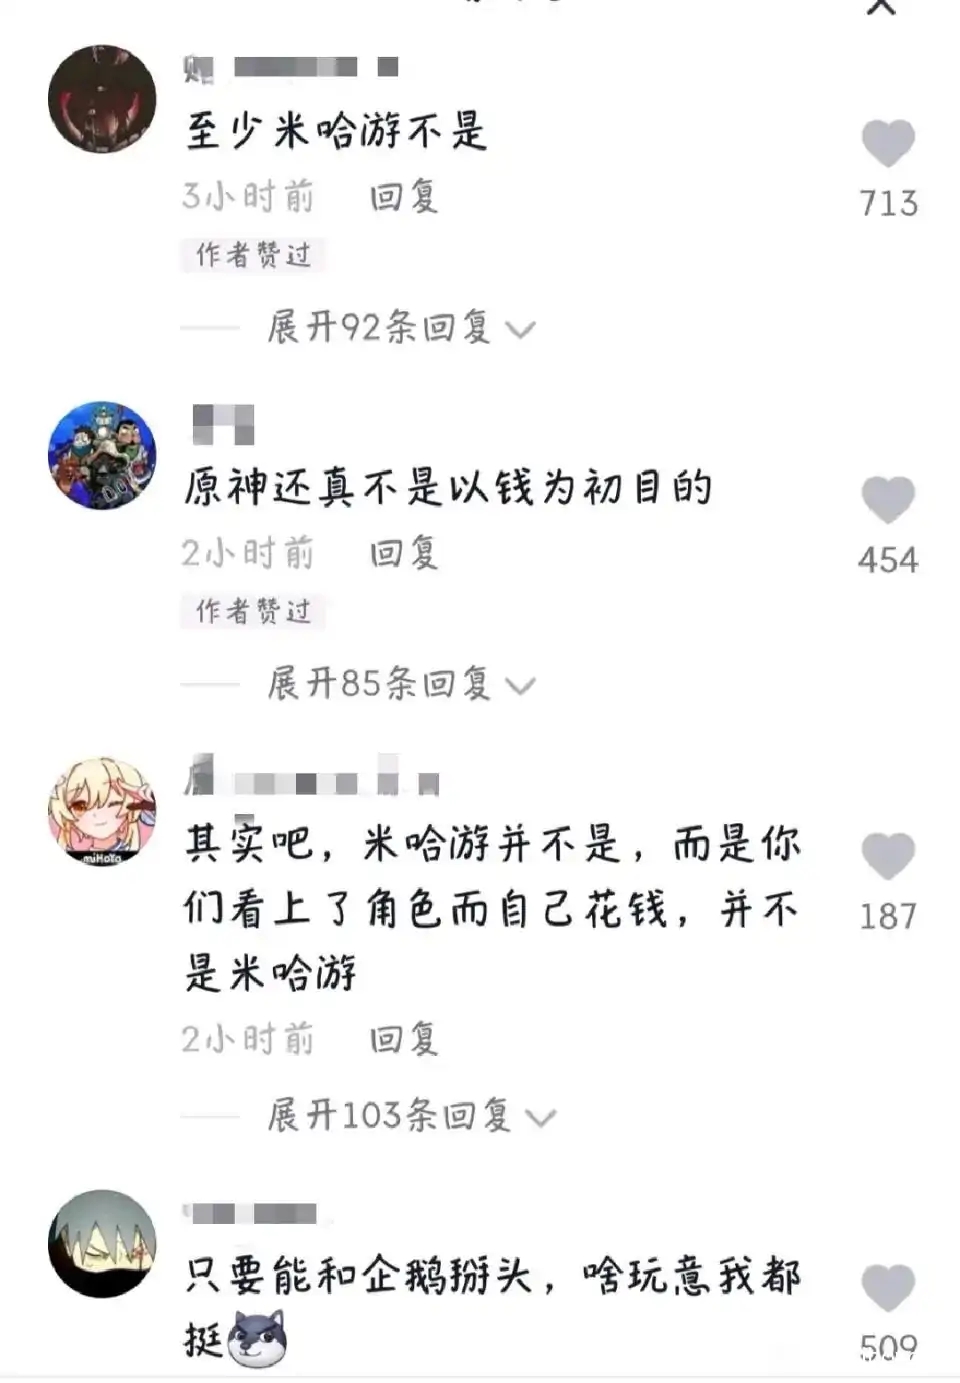 至少米哈游不是
713
3小时前 回复
作者赞过
展开92条回复
原神还真不是以钱为初目的
454
2小时前 回复
作者赞过
展开85条回复
miHoYo
其实吧，米哈游并不是，而是你
们看上了角色而自己花钱，并不
187
是米哈游
2小时前 回复
展开103条回复
只要能和企鹅掰头，啥玩意我都
挺
509